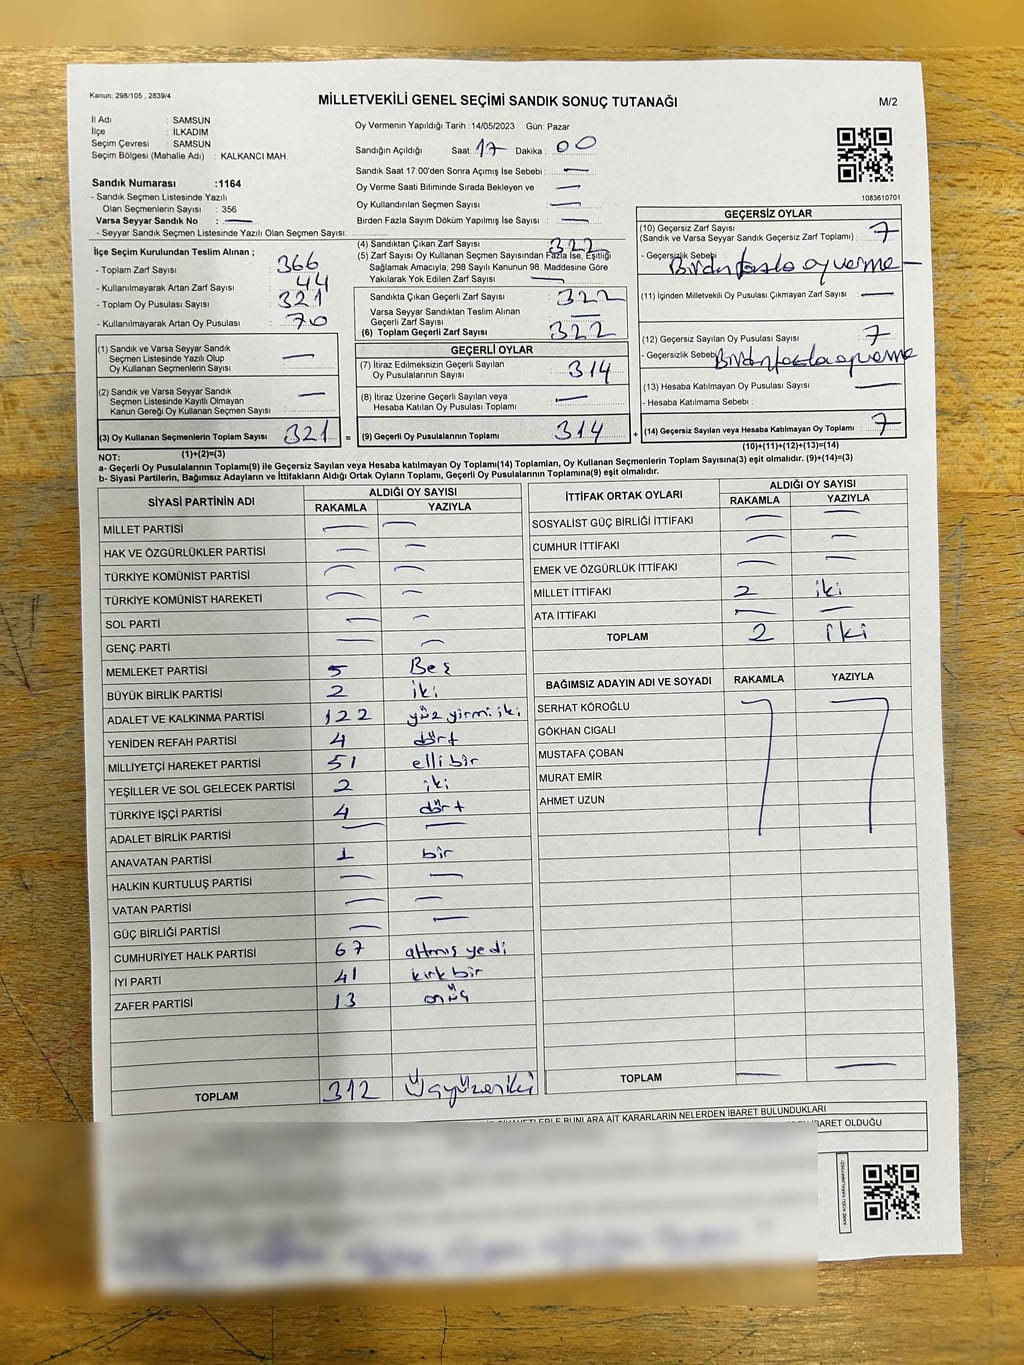 Kanun: 298/105 , 2839/4
MİLLETVEKİLİ GENEL SEÇİMİ SANDIK SONUÇ TUTANAĞI
M/2
İl Adı : SAMSUN
İlçe : İLKADIM
Seçim Çevresi : SAMSUN
Seçim Bölgesi (Mahalle Adı) : KALKANCI MAH.
Sandık Numarası :1164
- Sandık Seçmen Listesinde Yazılı
Olan Seçmenlerin Sayısı : 356
Varsa Seyyar Sandık No : —
- Seyyar Seçmen Listesinde Yazılı Olan Seçmen Sayısı:
Oy Vermenin Yapıldığı Tarih :14/05/2023 Gün: Pazar
Sandığın Açıldığı Saat: 17 Dakika : 00
Sandık Saat 17:00'den Sonra Açımış İse Sebebi : —
Oy Verme Saati Bitiminde Sırada Bekleyen ve —
Oy Kullandırılan Seçmen Sayısı : —
Birden Fazla Sayım Döküm Yapılmış İse Sayısı : —
1083610701
İlçe Seçim Kurulundan Teslim Alınan ;
- Toplam Zarf Sayısı : 366
- Kullanılmayarak Artan Zarf Sayısı : 44
- Toplam Oy Pusulası Sayısı : 321
- Kullanılmayarak Artan Oy Pusulası : 70
(1) Sandık ve Varsa Seyyar Sandık
Seçmen Listesinde Yazılı Olup
Oy Kullanan Seçmenlerin Sayısı : —
(2) Sandık ve Varsa Seyyar Sandık
Seçmen Listesinde Kayıtlı Olmayan
Kanun Gereği Oy Kullanan Seçmen Sayısı : —
(3) Oy Kullanan Seçmenlerin Toplam Sayısı : 321 =
(1)+(2)=(3)
(4) Sandıktan Çıkan Zarf Sayısı : 322
(5) Zarf Sayısı Oy Kullanan Seçmen Sayısından Fazla İse, Eşitliği
Sağlamak Amacıyla, 298 Sayılı Kanunun 98. Maddesine Göre
Yakılarak Yok Edilen Zarf Sayısı : —
Sandıkta Çıkan Geçerli Zarf Sayısı : 322
Varsa Seyyar Sandıktan Teslim Alınan
Geçerli Zarf Sayısı : —
(6) Toplam Geçerli Zarf Sayısı : 322
GEÇERLİ OYLAR
(7) İtiraz Edilmeksizin Geçerli Sayılan
Oy Pusulalarının Sayısı : 314
(8) İtiraz Üzerine Geçerli Sayılan veya
Hesaba Katılan Oy Pusulası Toplamı : —
(9) Geçerli Oy Pusulalarının Toplamı : 314 +
GEÇERSİZ OYLAR
(10) Geçersiz Zarf Sayısı
(Sandık ve Varsa Seyyar Sandık Geçersiz Zarf Toplamı) : 7
- Geçersizlik Sebebi : Birden fazla oy verme —
(11) İçinden Milletvekili Oy Pusulası Çıkmayan Zarf Sayısı : —
(12) Geçersiz Sayılan Oy Pusulası Sayısı : 7
- Geçersizlik Sebebi : Birden fazla oy verme
(13) Hesaba Katılmayan Oy Pusulası Sayısı : —
- Hesaba Katılmama Sebebi :
(14) Geçersiz Sayılan veya Hesaba Katılmayan Oy Toplamı : 7
(10)+(11)+(12)+(13)=(14)
NOT:
a- Geçerli Oy Pusulalarının Toplamı(9) ile Geçersiz Sayılan veya Hesaba Katılmayan Oy Toplamı(14) Toplamları, Oy Kullanan Seçmenlerin Toplam Sayısına(3) eşit olmalıdır. (9)+(14)=(3)
b- Siyasi Partilerin, Bağımsız Adayların ve İttifakların Aldığı Ortak Oyların Toplamı, Geçerli Oy Pusulalarının Toplamına(9) eşit olmalıdır.
SİYASİ PARTİNİN ADI ALDIĞI OY SAYISI
RAKAMLA YAZIYLA
MİLLET PARTİSİ — —
HAK VE ÖZGÜRLÜKLER PARTİSİ — —
TÜRKİYE KOMÜNİST PARTİSİ — —
TÜRKİYE KOMÜNİST HAREKETİ — —
SOL PARTİ — —
GENÇ PARTİ — —
MEMLEKET PARTİSİ 5 Beş
BÜYÜK BİRLİK PARTİSİ 2 iki
ADALET VE KALKINMA PARTİSİ 122 yüz yirmi iki
YENİDEN REFAH PARTİSİ 4 dört
MİLLİYETÇİ HAREKET PARTİSİ 51 elli bir
YEŞİLLER VE SOL GELECEK PARTİSİ 2 iki
TÜRKİYE İŞÇİ PARTİSİ 4 dört
ADALET BİRLİK PARTİSİ — —
ANAVATAN PARTİSİ 1 bir
HALKIN KURTULUŞ PARTİSİ — —
VATAN PARTİSİ — —
GÜÇ BİRLİĞİ PARTİSİ — —
CUMHURİYET HALK PARTİSİ 67 altmış yedi
İYİ PARTİ 41 kırk bir
ZAFER PARTİSİ 13 onüç
TOPLAM 312 Üçyüzoniki
İTTİFAK ORTAK OYLARI ALDIĞI OY SAYISI
RAKAMLA YAZIYLA
SOSYALİST GÜÇ BİRLİĞİ İTTİFAKI — —
CUMHUR İTTİFAKI — —
EMEK VE ÖZGÜRLÜK İTTİFAKI — —
MİLLET İTTİFAKI 2 iki
ATA İTTİFAKI — —
TOPLAM 2 iki
BAĞIMSIZ ADAYIN ADI VE SOYADI RAKAMLA YAZIYLA
SERHAT KÖROĞLU
GÖKHAN CIGALI
MUSTAFA ÇOBAN
MURAT EMİR
AHMET UZUN
TOPLAM — —
BUNLARA AİT KARARLARIN NELERDEN İBARET BULUNDUKLARI
İBARET OLDUĞU